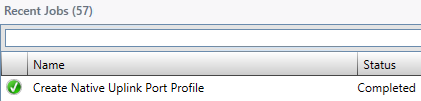 Recent Jobs (57)
Name Status
Create Native Uplink Port Profile Completed